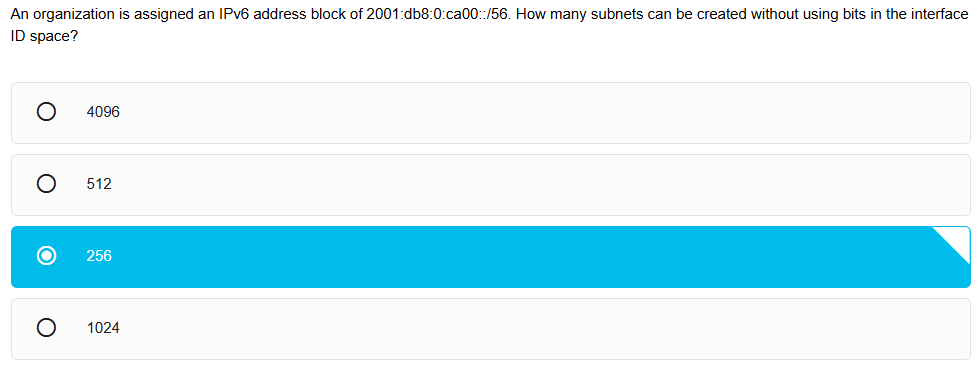 An organization is assigned an IPv6 address block of 2001:db8:0:ca00::/56. How many subnets can be created without using bits in the interface
ID space?
4096
512
256
1024